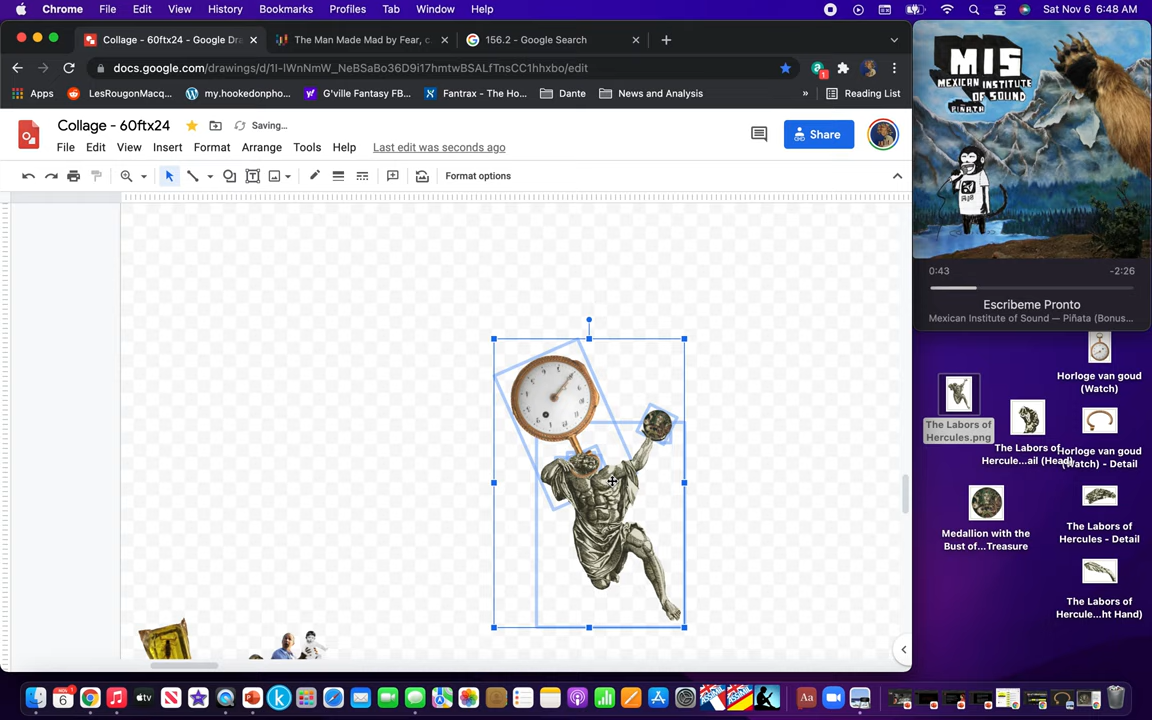 Chrome File Edit View History Bookmarks Profiles Tab Window Help Sat Nov 6 6:48 AM
Collage - 60ftx24 - Google Dra The Man Made Mad by Fear, c 156.2 - Google Search
docs.google.com/drawings/d/1I-IWnNmW_NeBSaBo36D9i17hmtwBSALfTnsCC1hhxbo/edit
Apps LesRougonMacq... my.hookedonpho... G'ville Fantasy FB... Fantrax - The Ho... Dante News and Analysis » Reading List
Collage - 60ftx24 Saving...
File Edit View Insert Format Arrange Tools Help Last edit was seconds ago
Share
Format options
MIS
MEXICAN INSTITUTE
OF SOUND
PIÑATA
0:43 -2:26
Escribeme Pronto
Mexican Institute of Sound — Piñata (Bonus...
Horloge van goud
(Watch)
The Labors of
Hercules.png
The Labors of
Hercule...ail (Head)
Horloge van goud
(Watch) - Detail
Medallion with the
Bust of...Treasure
The Labors of
Hercules - Detail
The Labors of
Hercule...ht Hand)